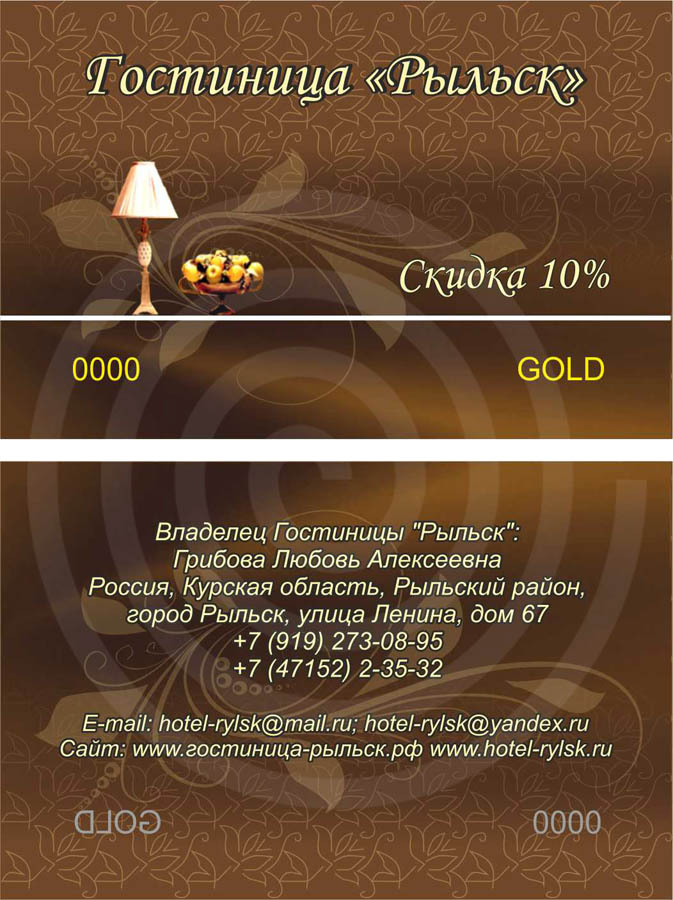 Гостиница «Рыльск»
Скидка 10%
0000 GOLD
Владелец Гостиницы "Рыльск":
Грибова Любовь Алексеевна
Россия, Курская область, Рыльский район,
город Рыльск, улица Ленина, дом 67
+7 (919) 273-08-95
+7 (47152) 2-35-32
E-mail: hotel-rylsk@mail.ru; hotel-rylsk@yandex.ru
Сайт: www.гостиница-рыльск.рф www.hotel-rylsk.ru
GOLD 0000